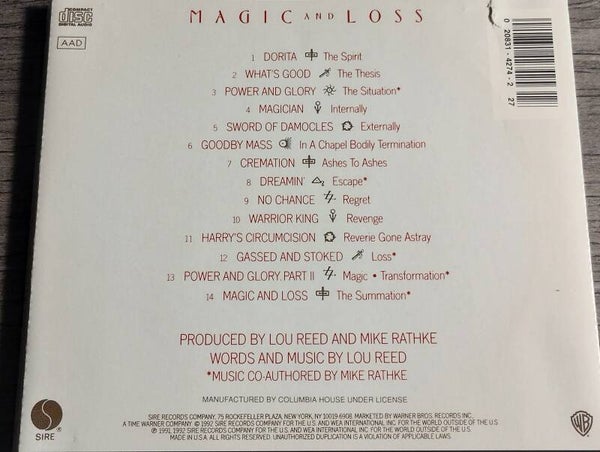 MAGIC AND LOSS
COMPACT
disc
DIGITAL AUDIO
AAD
0 20831-4274-2 27
1 DORITA The Spirit
2 WHAT'S GOOD The Thesis
3 POWER AND GLORY The Situation*
4 MAGICIAN Internally
5 SWORD OF DAMOCLES Externally
6 GOODBY MASS In A Chapel Bodily Termination
7 CREMATION Ashes To Ashes
8 DREAMIN' Escape*
9 NO CHANCE Regret
10 WARRIOR KING Revenge
11 HARRY'S CIRCUMCISION Reverie Gone Astray
12 GASSED AND STOKED Loss*
13 POWER AND GLORY. PART II Magic • Transformation*
14 MAGIC AND LOSS The Summation*
PRODUCED BY LOU REED AND MIKE RATHKE
WORDS AND MUSIC BY LOU REED
*MUSIC CO-AUTHORED BY MIKE RATHKE
MANUFACTURED BY COLUMBIA HOUSE UNDER LICENSE
SIRE RECORDS COMPANY, 75 ROCKEFELLER PLAZA, NEW YORK, NY 10019-6908. MARKETED BY WARNER BROS. RECORDS INC.
A TIME WARNER COMPANY. © 1992 SIRE RECORDS COMPANY FOR THE U.S. AND WEA INTERNATIONAL INC. FOR THE WORLD OUTSIDE OF THE U.S.
℗ 1991, 1992 SIRE RECORDS COMPANY FOR THE U.S. AND WEA INTERNATIONAL INC. FOR THE WORLD OUTSIDE OF THE U.S.
MADE IN U.S.A. ALL RIGHTS RESERVED. UNAUTHORIZED DUPLICATION IS A VIOLATION OF APPLICABLE LAWS.
SIRE
WB